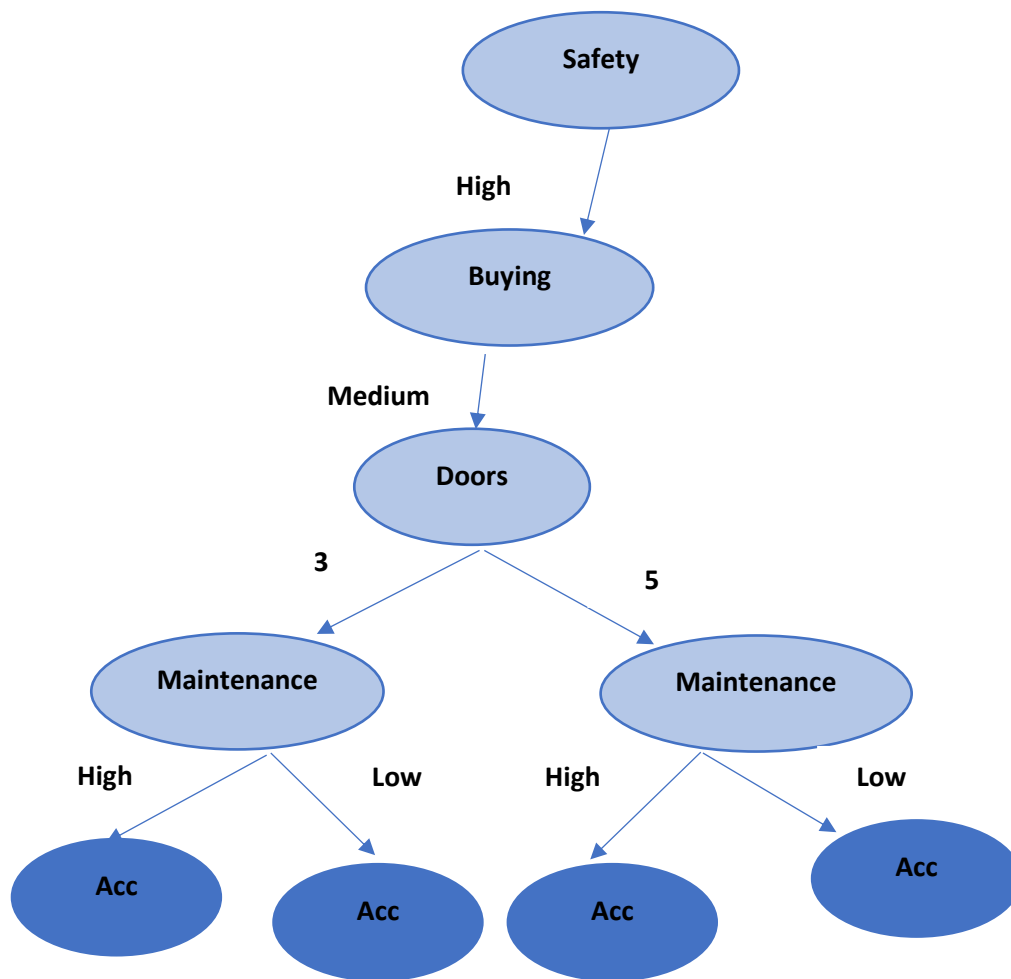 Safety
High
Buying
Medium
Doors
3
5
Maintenance
Maintenance
High
Low
High
Low
Acc
Acc
Acc
Acc